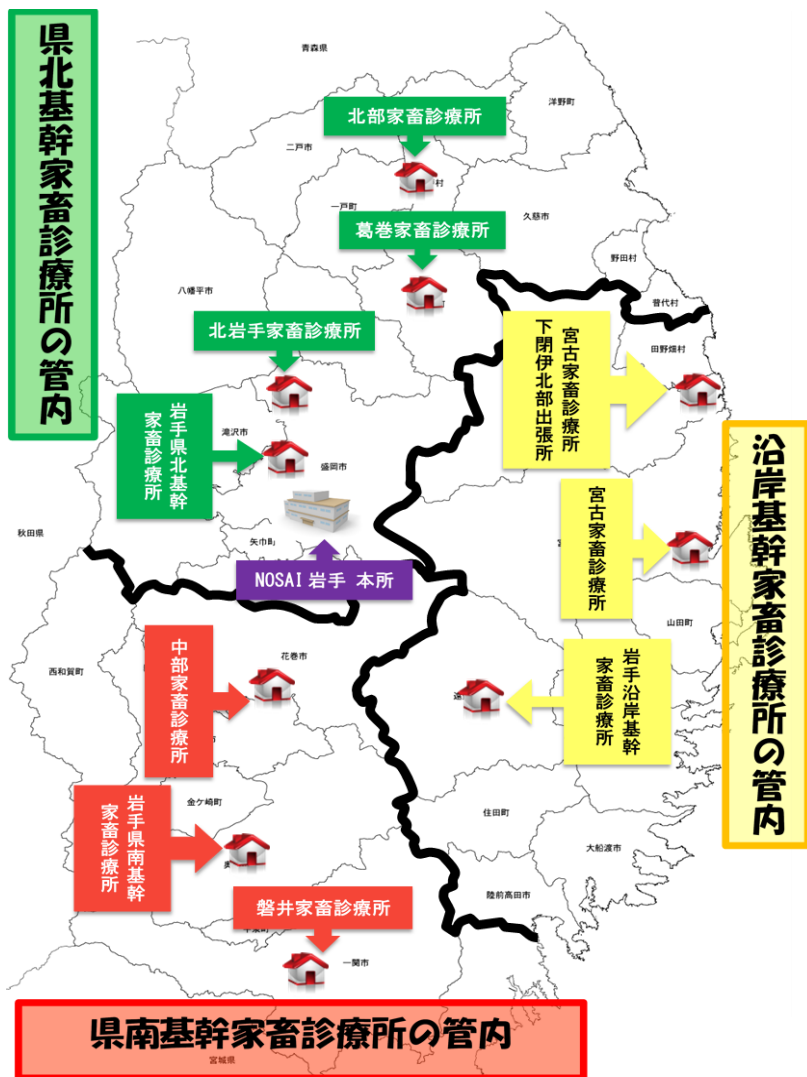 県北基幹家畜診療所の管内
青森県
洋野町
北部家畜診療所
二戸市
村
一戸町
久慈市
葛巻家畜診療所
野田村
八幡平市
普代村
北岩手家畜診療所
宮古家畜診療所
下閉伊北部出張所
田野畑村
岩手県北基幹
家畜診療所
滝沢市
盛岡市
沿岸基幹家畜診療所の管内
宮古家畜診療所
秋田県
矢巾町
NOSAI岩手 本所
山田町
中部家畜診療所
花巻市
西和賀町
岩手沿岸基幹
家畜診療所
市
岩手県南基幹
家畜診療所
金ケ崎町
住田町
大船渡市
磐井家畜診療所
陸前高田市
一関市
県南基幹家畜診療所の管内
宮城県